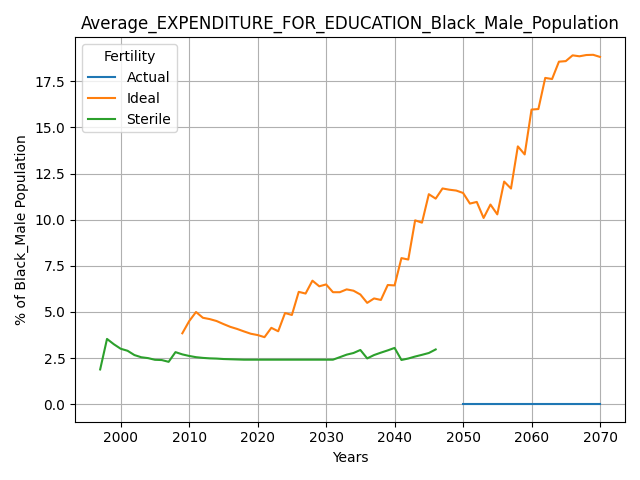 Average_EXPENDITURE_FOR_EDUCATION_Black_Male_Population
Fertility
Actual
Ideal
Sterile
% of Black_Male Population
17.5
15.0
12.5
10.0
7.5
5.0
2.5
0.0
2000 2010 2020 2030 2040 2050 2060 2070
Years